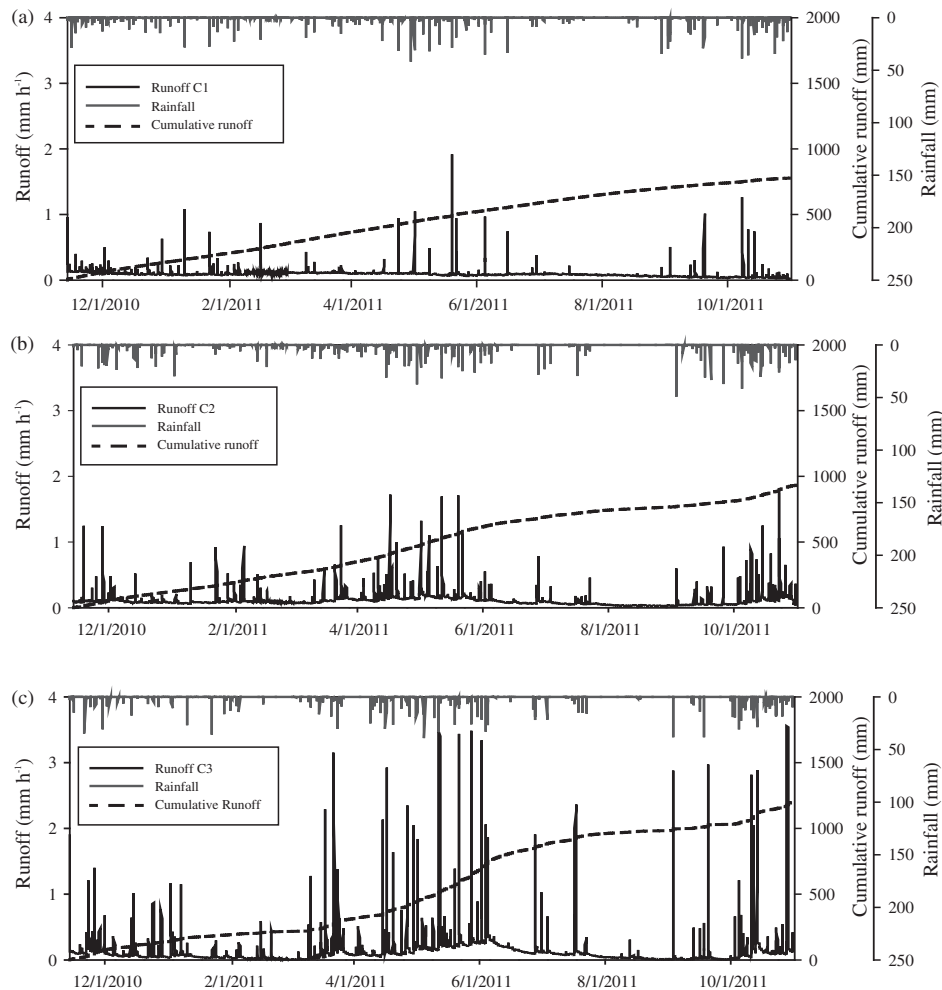 (a)
4
3
2
1
0
Runoff (mm h-1)
Runoff C1
Rainfall
Cumulative runoff
2000
1500
1000
500
0
Cumulative runoff (mm)
0
50
100
150
200
250
Rainfall (mm)
12/1/2010 2/1/2011 4/1/2011 6/1/2011 8/1/2011 10/1/2011
(b)
4
3
2
1
0
Runoff (mm h-1)
Runoff C2
Rainfall
Cumulative runoff
2000
1500
1000
500
0
Cumulative runoff (mm)
0
50
100
150
200
250
Rainfall (mm)
12/1/2010 2/1/2011 4/1/2011 6/1/2011 8/1/2011 10/1/2011
(c)
4
3
2
1
0
Runoff (mm h-1)
Runoff C3
Rainfall
Cumulative Runoff
2000
1500
1000
500
0
Cumulative runoff (mm)
0
50
100
150
200
250
Rainfall (mm)
12/1/2010 2/1/2011 4/1/2011 6/1/2011 8/1/2011 10/1/2011